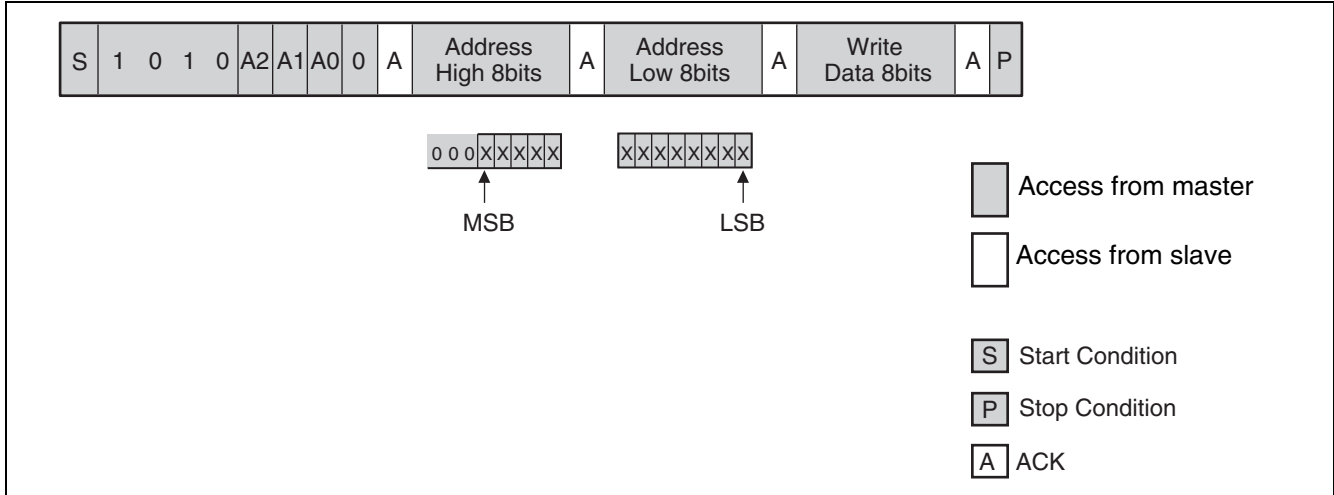 S 1 0 1 0 A2 A1 A0 0 A Address High 8bits A Address Low 8bits A Write Data 8bits A P
0 0 0 X X X X X X X X X X X X X
MSB LSB
Access from master
Access from slave
S Start Condition
P Stop Condition
A ACK